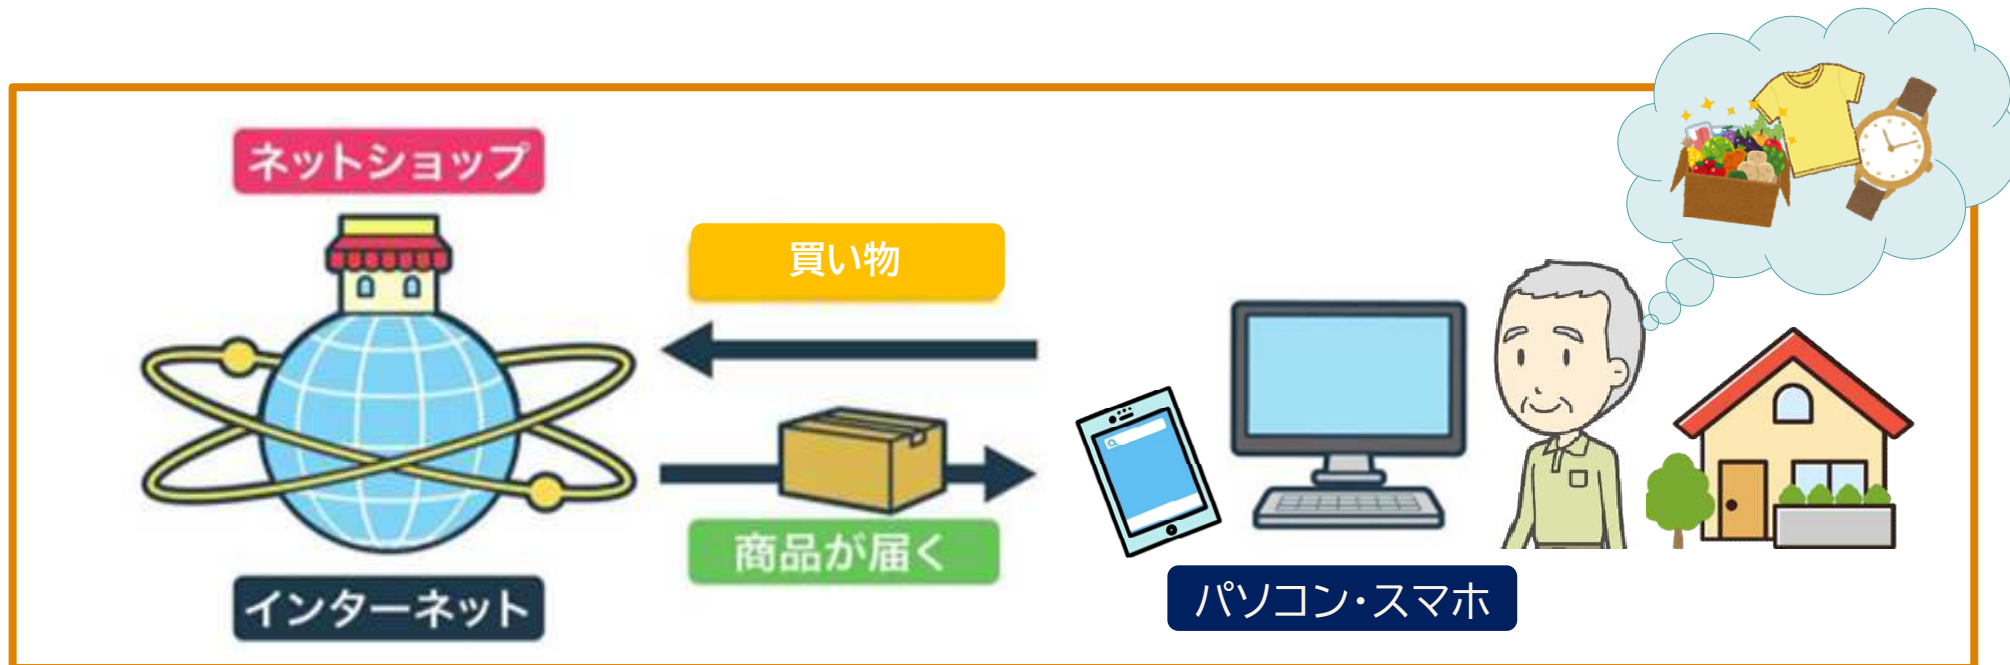 ネットショップ
買い物
商品が届く
インターネット
パソコン・スマホ